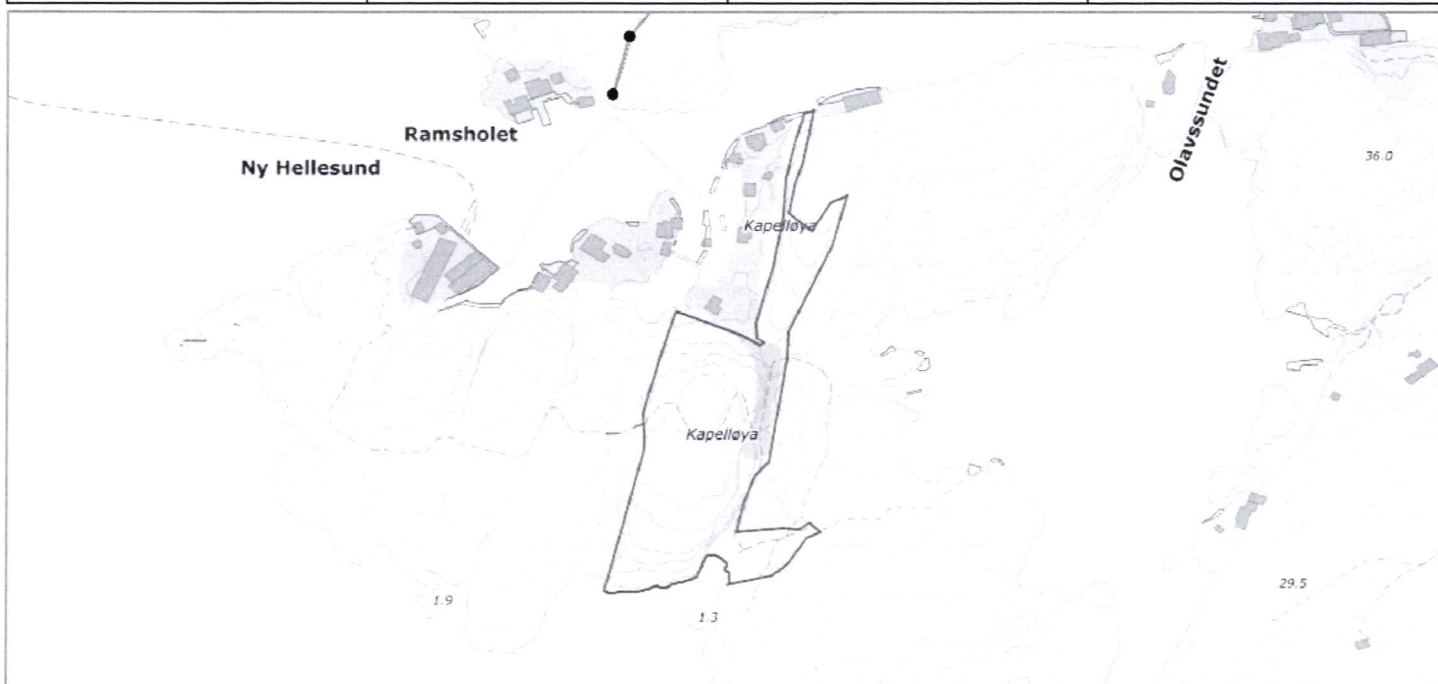 Ramsholet
Ny Hellesund
Olavssundet
36.0
Kapelløya
Kapelløya
1.9
1.3
29.5